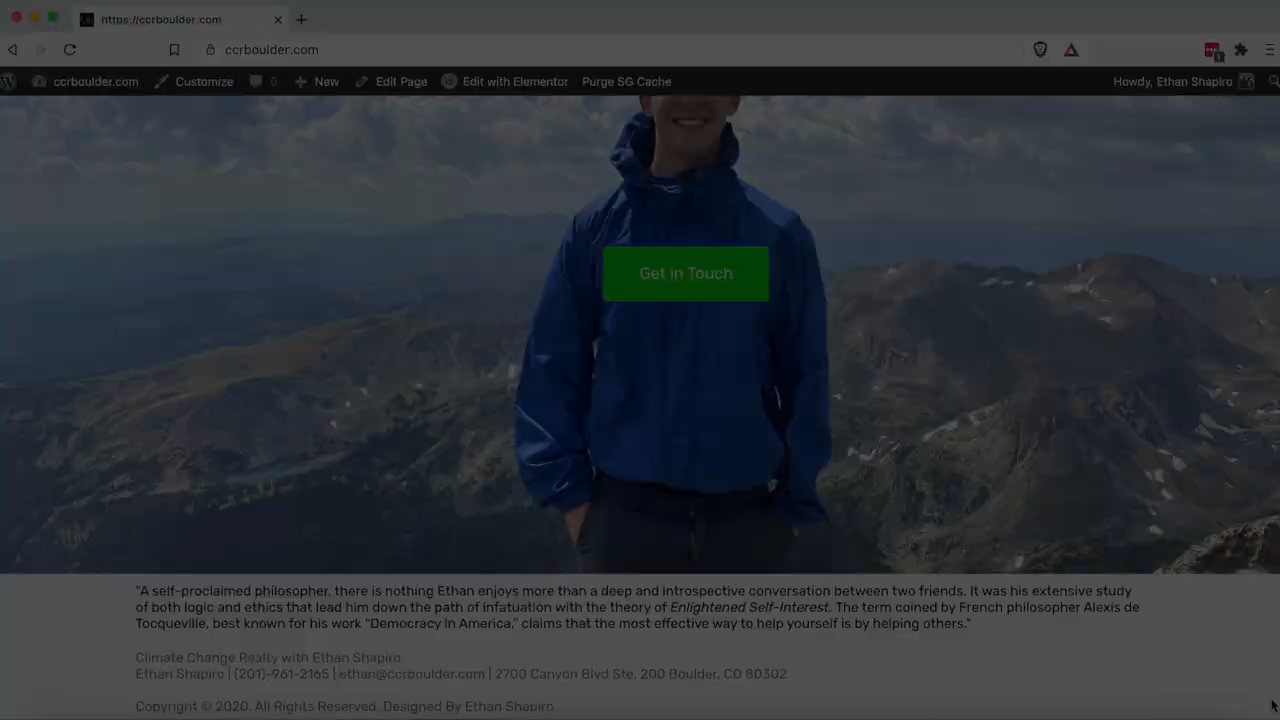 https://ccrboulder.com
ccrboulder.com
ccrboulder.com Customize 0 New Edit Page Edit with Elementor Purge SG Cache Howdy, Ethan Shapiro
Get In Touch
"A self-proclaimed philosopher, there is nothing Ethan enjoys more than a deep and introspective conversation between two friends. It was his extensive study
of both logic and ethics that lead him down the path of infatuation with the theory of Enlightened Self-Interest. The term coined by French philosopher Alexis de
Tocqueville, best known for his work "Democracy In America," claims that the most effective way to help yourself is by helping others."
Climate Change Realty with Ethan Shapiro
Ethan Shapiro | (201)-961-2165 | ethan@ccrboulder.com | 2700 Canyon Blvd Ste. 200 Boulder, CO 80302
Copyright © 2020. All Rights Reserved. Designed By Ethan Shapiro